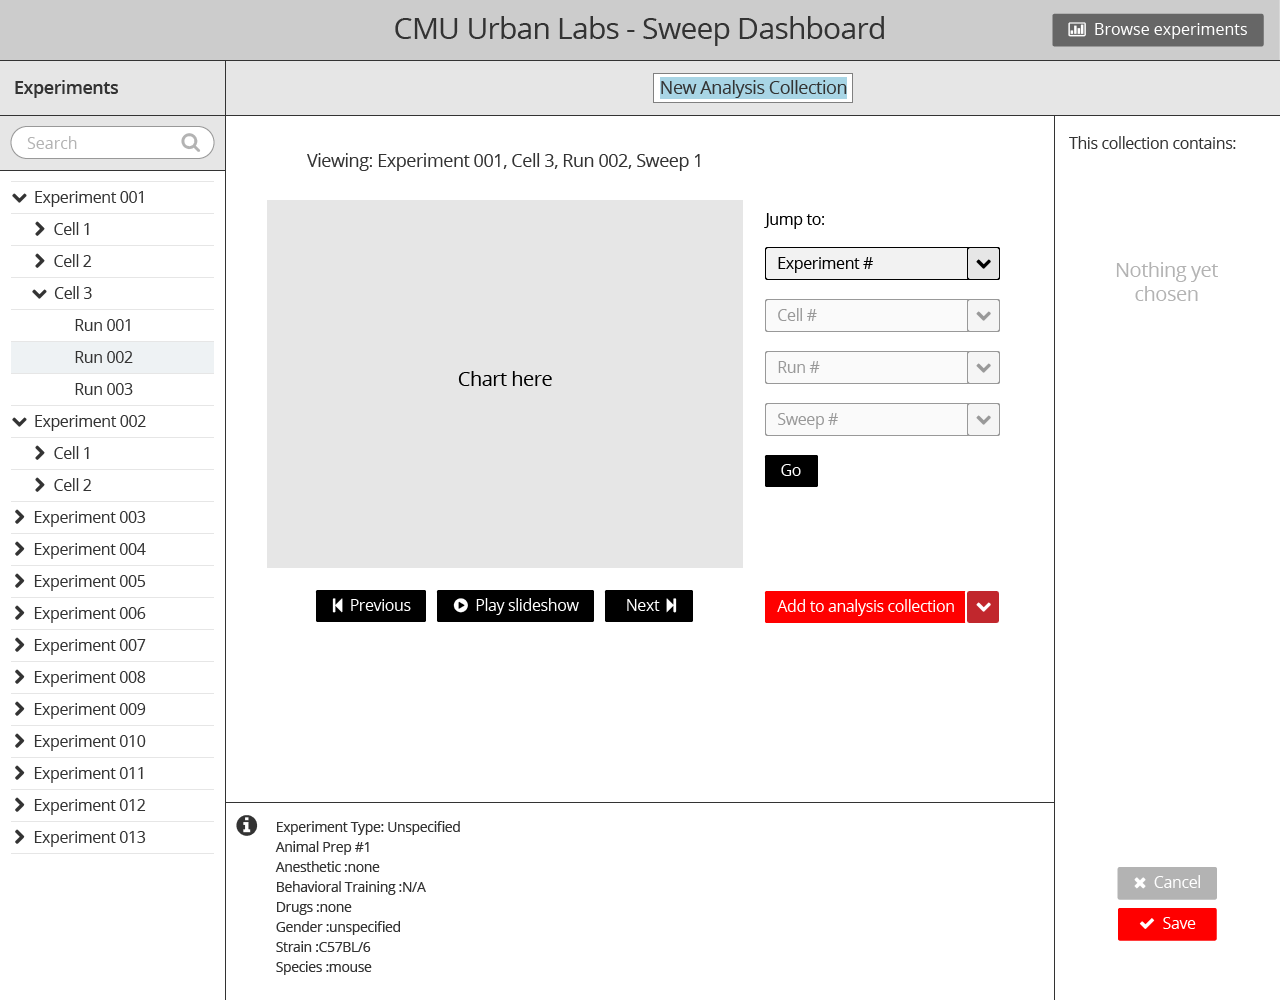 CMU Urban Labs - Sweep Dashboard
Browse experiments
Experiments
New Analysis Collection
Search
Experiment 001
Cell 1
Cell 2
Cell 3
Run 001
Run 002
Run 003
Experiment 002
Cell 1
Cell 2
Experiment 003
Experiment 004
Experiment 005
Experiment 006
Experiment 007
Experiment 008
Experiment 009
Experiment 010
Experiment 011
Experiment 012
Experiment 013
Viewing: Experiment 001, Cell 3, Run 002, Sweep 1
Chart here
Previous
Play slideshow
Next
Jump to:
Experiment #
Cell #
Run #
Sweep #
Go
Add to analysis collection
Experiment Type: Unspecified
Animal Prep #1
Anesthetic :none
Behavioral Training :N/A
Drugs :none
Gender :unspecified
Strain :C57BL/6
Species :mouse
This collection contains:
Nothing yet
chosen
Cancel
Save